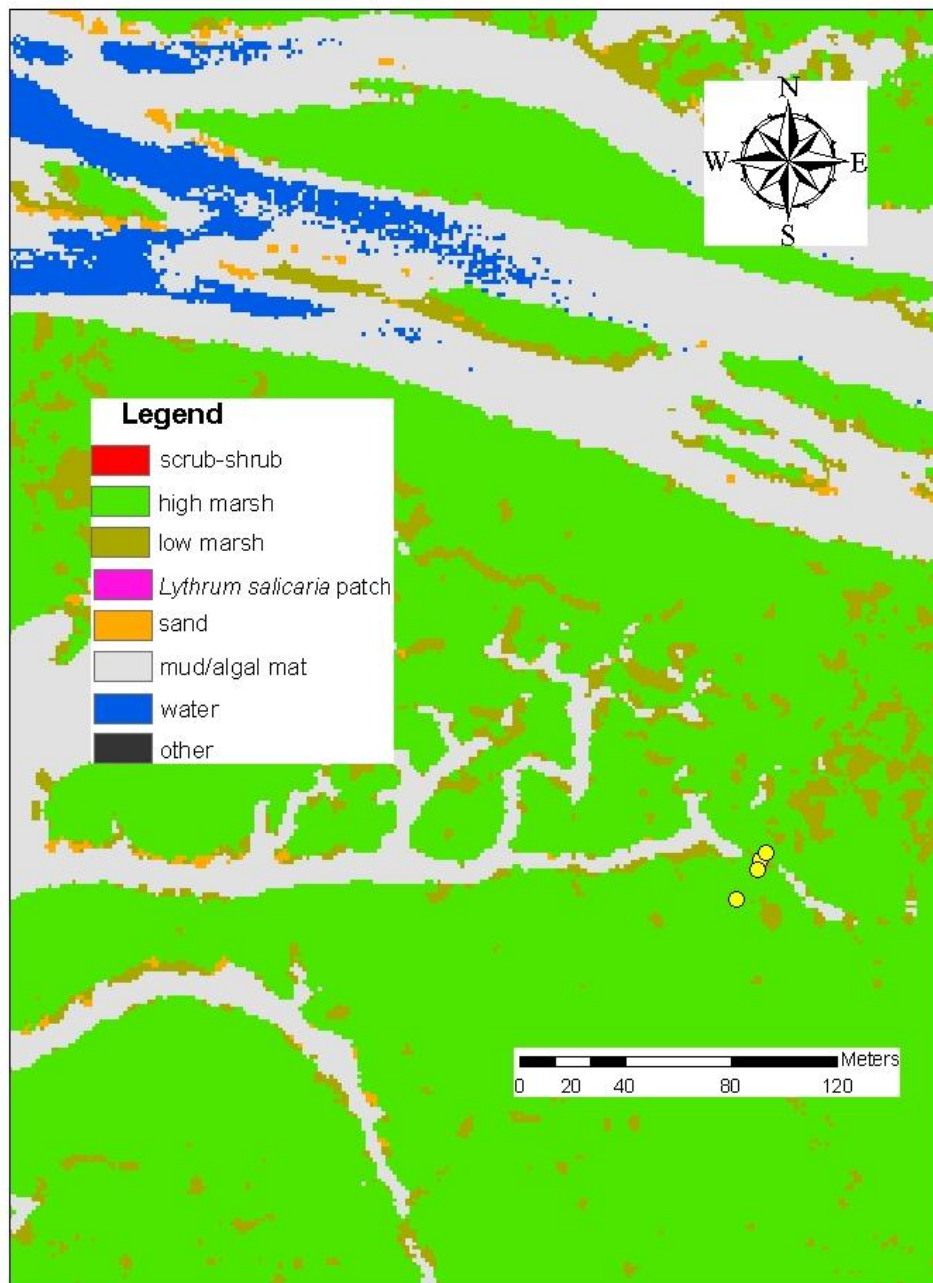 N
W E
S
Legend
scrub-shrub
high marsh
low marsh
Lythrum salicaria patch
sand
mud/algal mat
water
other
Meters
0 20 40 80 120